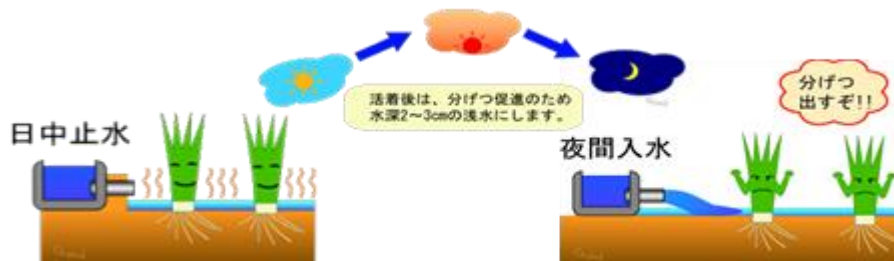 日中止水
活着後は、分げつ促進のため
水深2～3cmの浅水にします。
夜間入水
分げつ
出すぞ!!